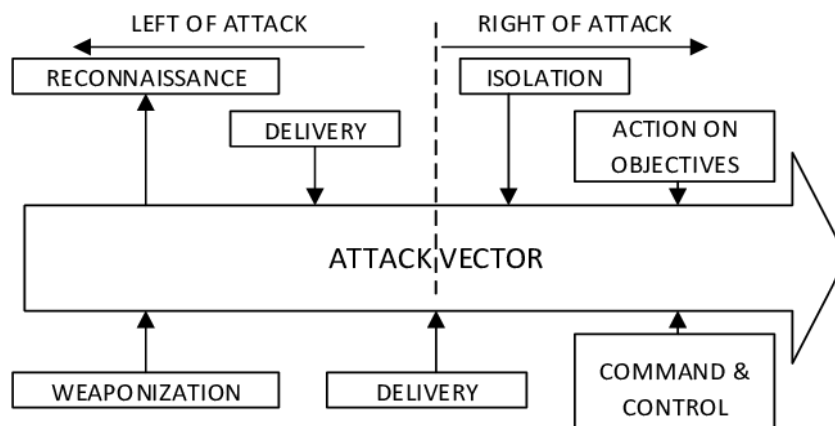 LEFT OF ATTACK
RIGHT OF ATTACK
RECONNAISSANCE
ISOLATION
DELIVERY
ACTION ON
OBJECTIVES
ATTACK VECTOR
WEAPONIZATION
DELIVERY
COMMAND &
CONTROL